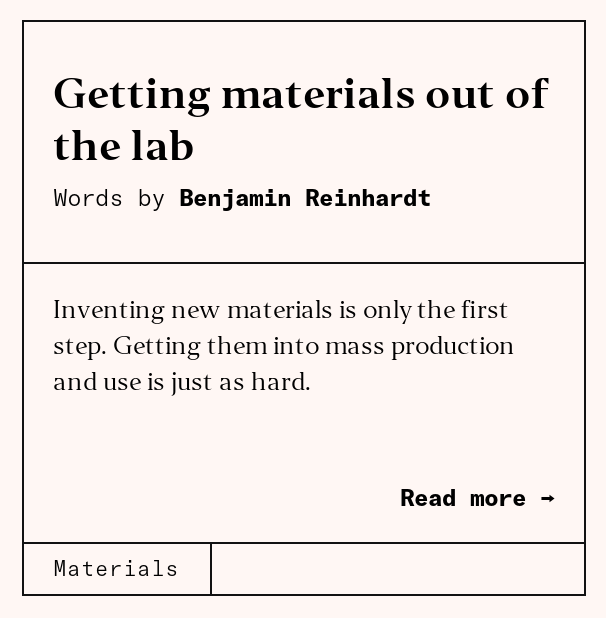 Getting materials out of
the lab
Words by Benjamin Reinhardt
Inventing new materials is only the first
step. Getting them into mass production
and use is just as hard.
Read more →
Materials